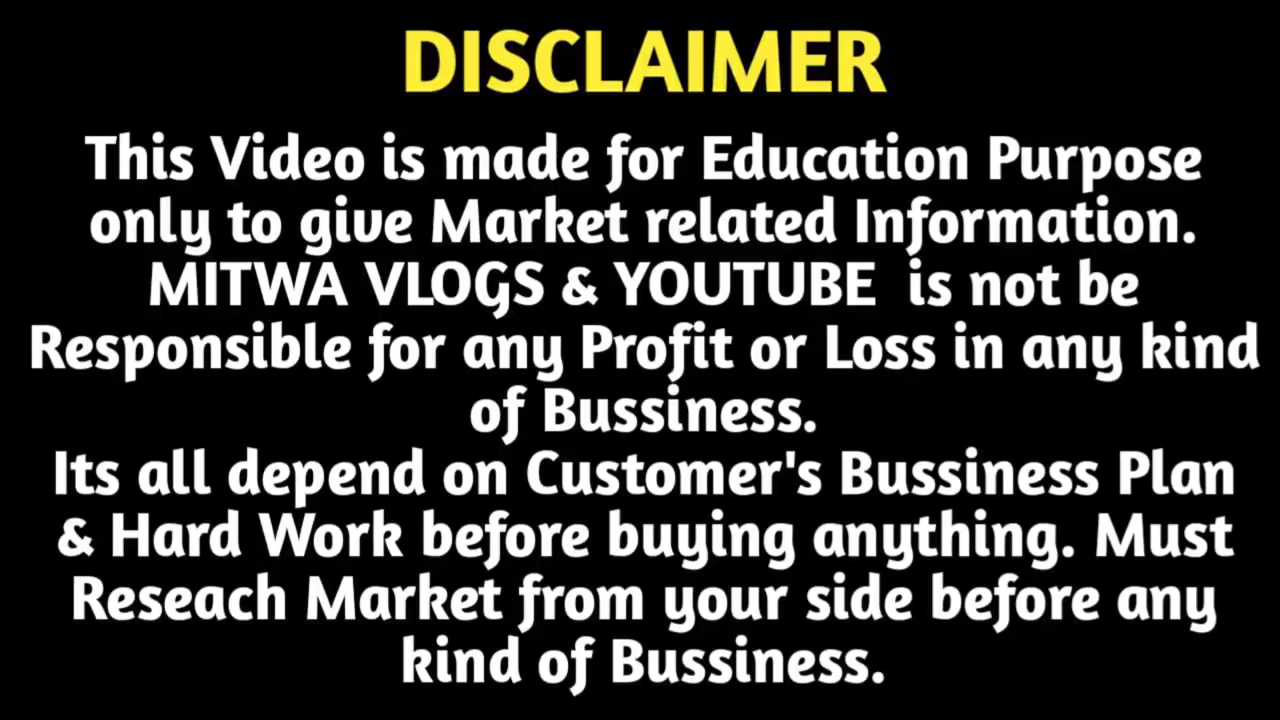 DISCLAIMER
This Video is made for Education Purpose
only to give Market related Information.
MITWA VLOGS & YOUTUBE is not be
Responsible for any Profit or Loss in any kind
of Bussiness.
Its all depend on Customer's Bussiness Plan
& Hard Work before buying anything. Must
Reseach Market from your side before any
kind of Bussiness.